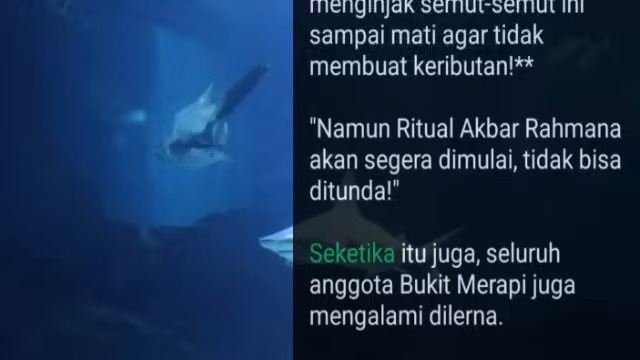 menginjak semut-semut ini
sampai mati agar tidak
membuat keributan!**
"Namun Ritual Akbar Rahmana
akan segera dimulai, tidak bisa
ditunda!"
Seketika itu juga, seluruh
anggota Bukit Merapi juga
mengalami dilerna.